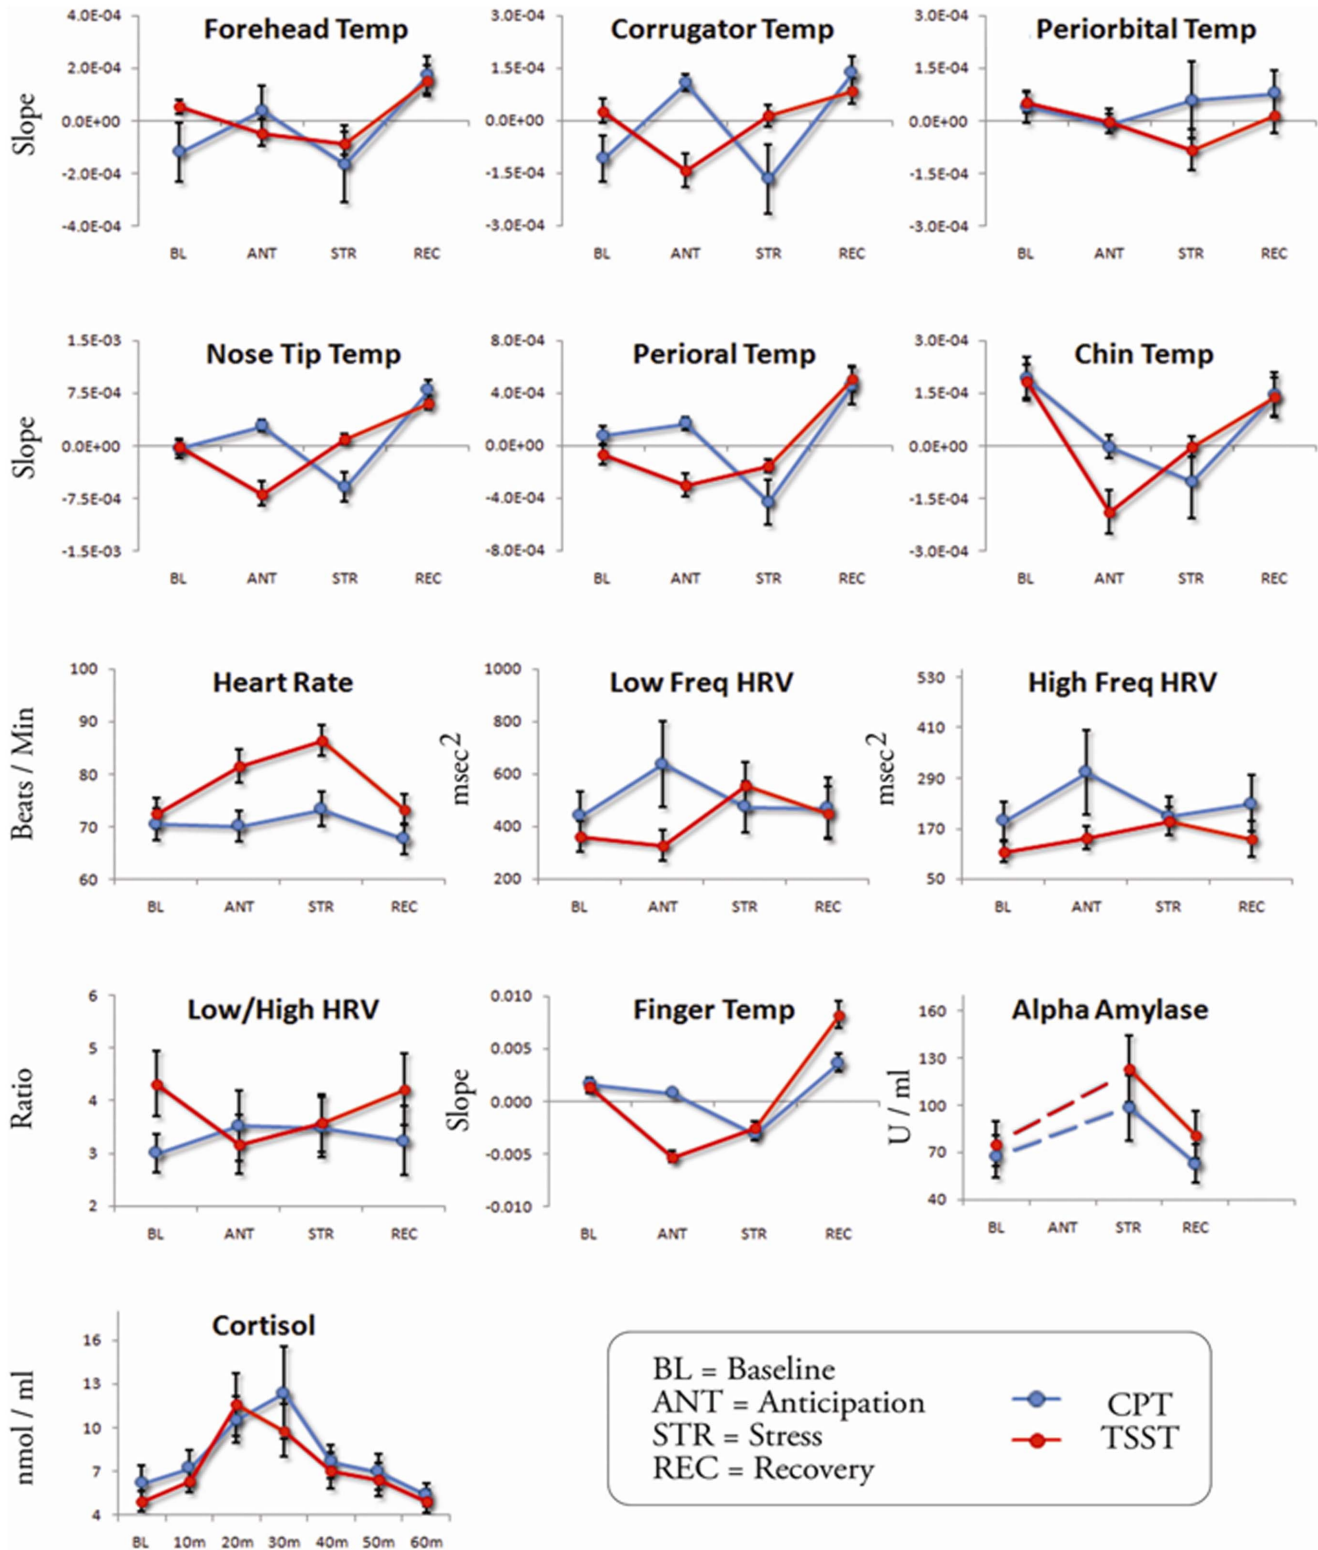 Forehead Temp
Slope
4.0E-04
2.0E-04
0.0E+00
-2.0E-04
-4.0E-04
BL ANT STR REC
Corrugator Temp
3.0E-04
1.5E-04
0.0E+00
-1.5E-04
-3.0E-04
BL ANT STR REC
Periorbital Temp
3.0E-04
1.5E-04
0.0E+00
-1.5E-04
-3.0E-04
BL ANT STR REC
Nose Tip Temp
Slope
1.5E-03
7.5E-04
0.0E+00
-7.5E-04
-1.5E-03
BL ANT STR REC
Perioral Temp
8.0E-04
4.0E-04
0.0E+00
-4.0E-04
-8.0E-04
BL ANT STR REC
Chin Temp
3.0E-04
1.5E-04
0.0E+00
-1.5E-04
-3.0E-04
BL ANT STR REC
Heart Rate
Beats / Min
100
90
80
70
60
BL ANT STR REC
Low Freq HRV
msec2
1000
800
600
400
200
BL ANT STR REC
High Freq HRV
msec2
530
410
290
170
50
BL ANT STR REC
Low/High HRV
Ratio
6
5
4
3
2
BL ANT STR REC
Finger Temp
Slope
0.010
0.005
0.000
-0.005
-0.010
BL ANT STR REC
Alpha Amylase
U / ml
160
130
100
70
40
BL ANT STR REC
Cortisol
nmol / ml
16
13
10
7
4
BL 10m 20m 30m 40m 50m 60m
BL = Baseline
ANT = Anticipation
STR = Stress
REC = Recovery
CPT
TSST